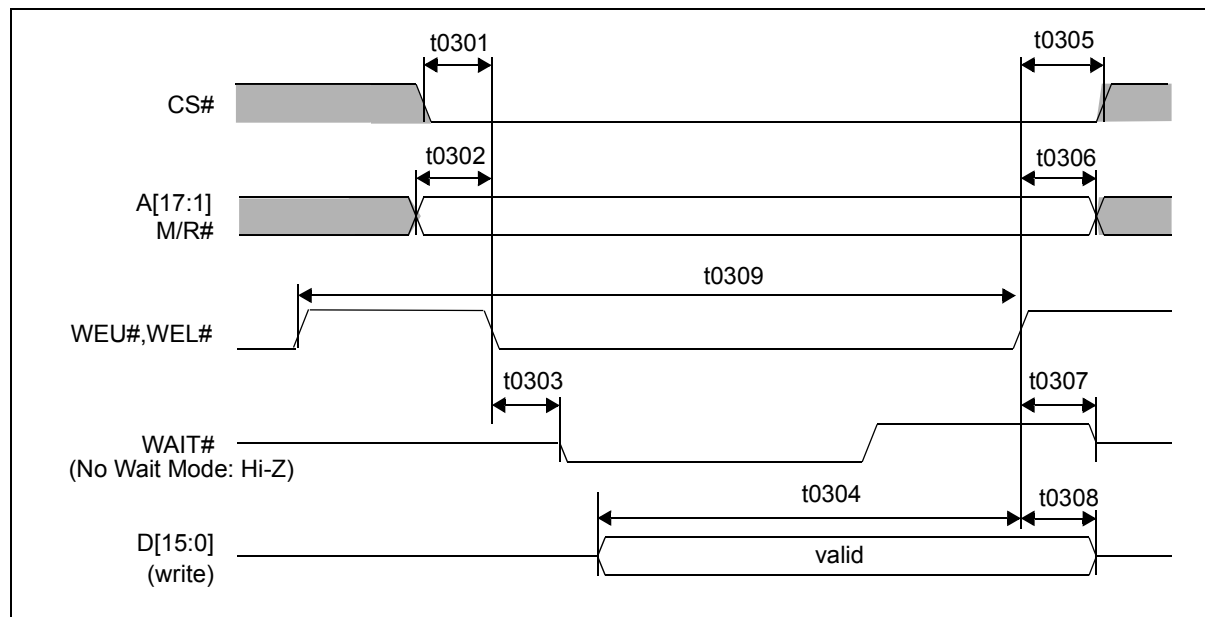 t0301
t0305
CS#
t0302
t0306
A[17:1]
M/R#
t0309
WEU#,WEL#
t0303
t0307
WAIT#
(No Wait Mode: Hi-Z)
t0304
t0308
D[15:0]
valid
(write)